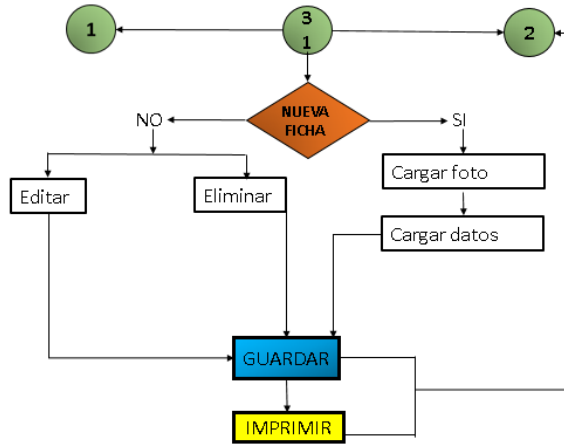 1
3
1
2
NUEVA
FICHA
NO
SI
Cargar foto
Editar
Eliminar
Cargar datos
GUARDAR
IMPRIMIR